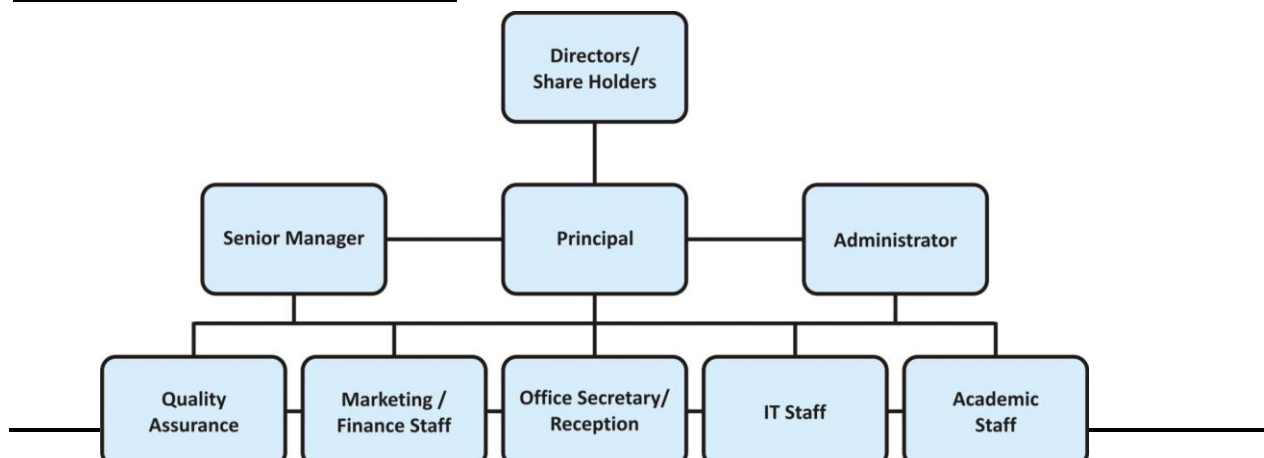 Directors/
Share Holders
Senior Manager
Principal
Administrator
Quality
Assurance
Marketing /
Finance Staff
Office Secretary/
Reception
IT Staff
Academic
Staff